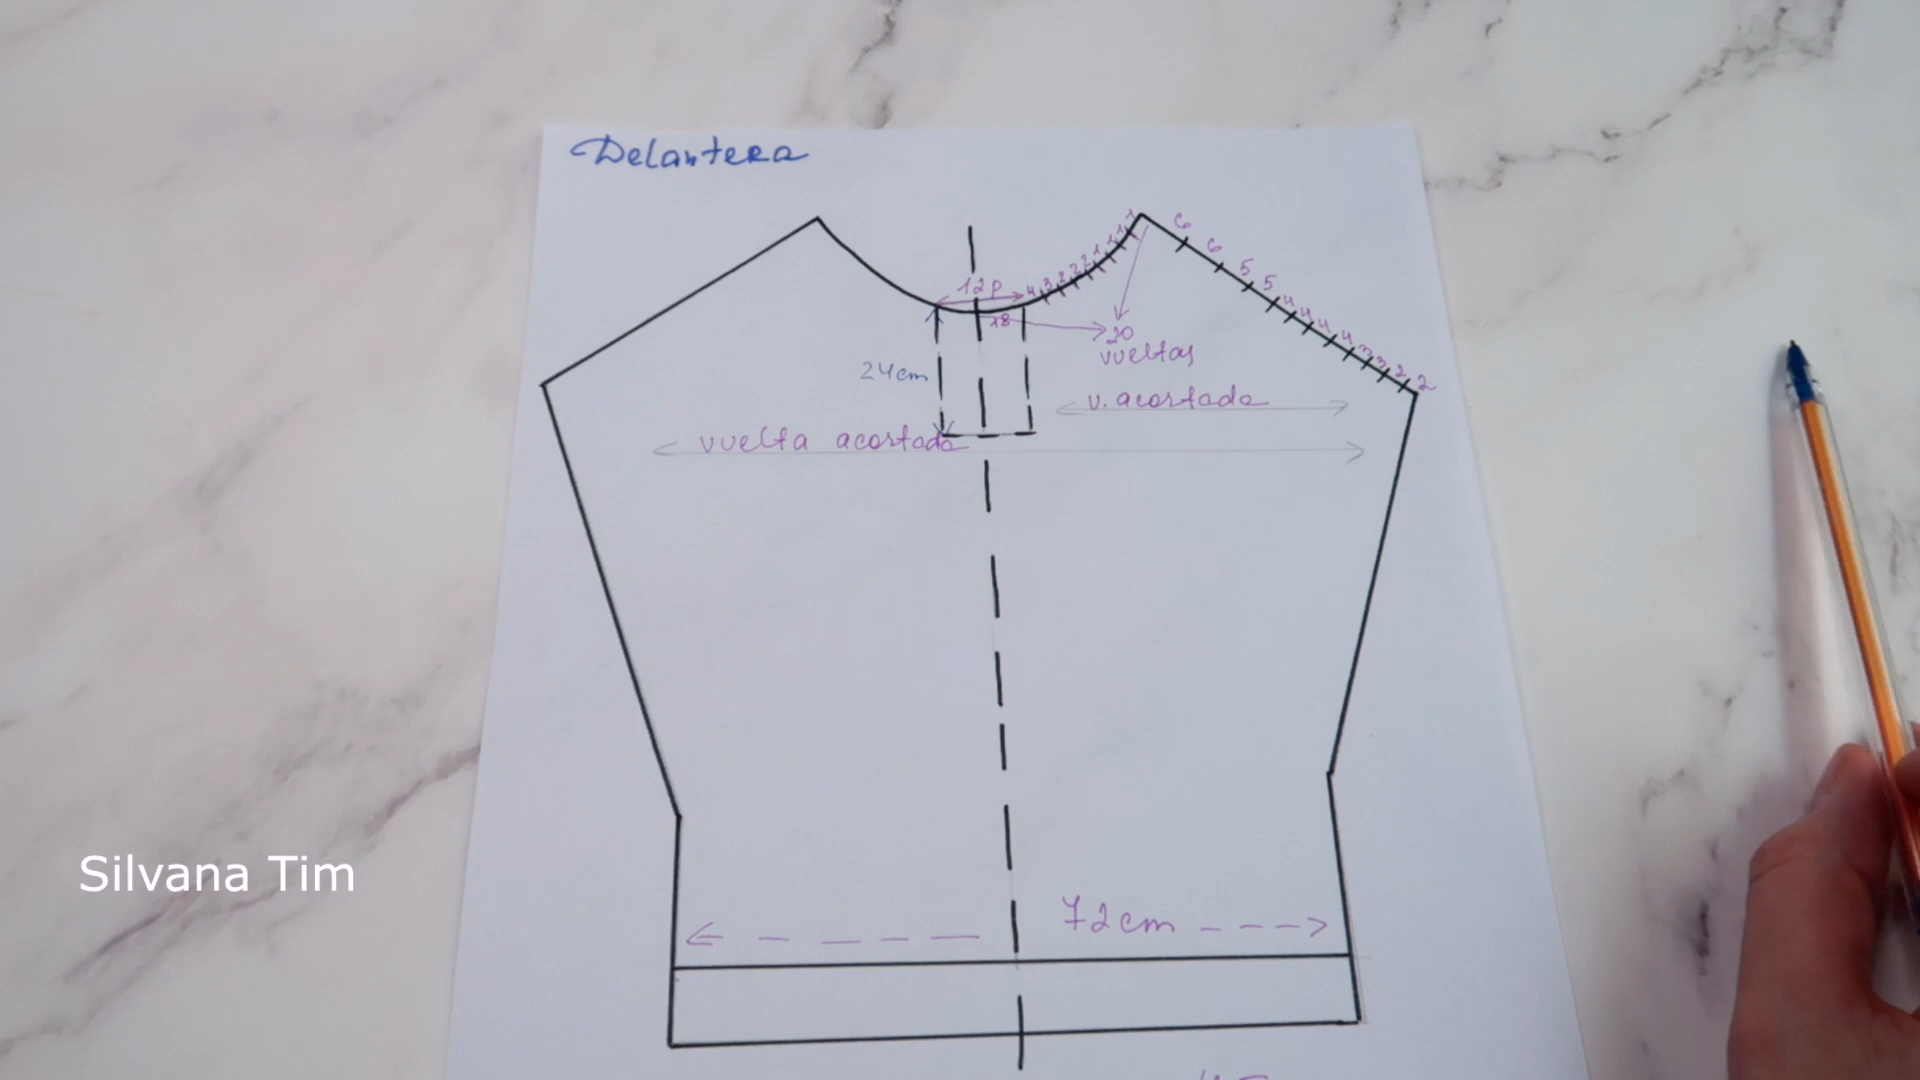 Delantera
12p
4 3 2 2 2 1 1 1 1
6 6 5 5 4 4 4 4 3 3 2 2
18
20
vueltas
24cm
v. acortada
vuelta acortada
72cm
Silvana Tim